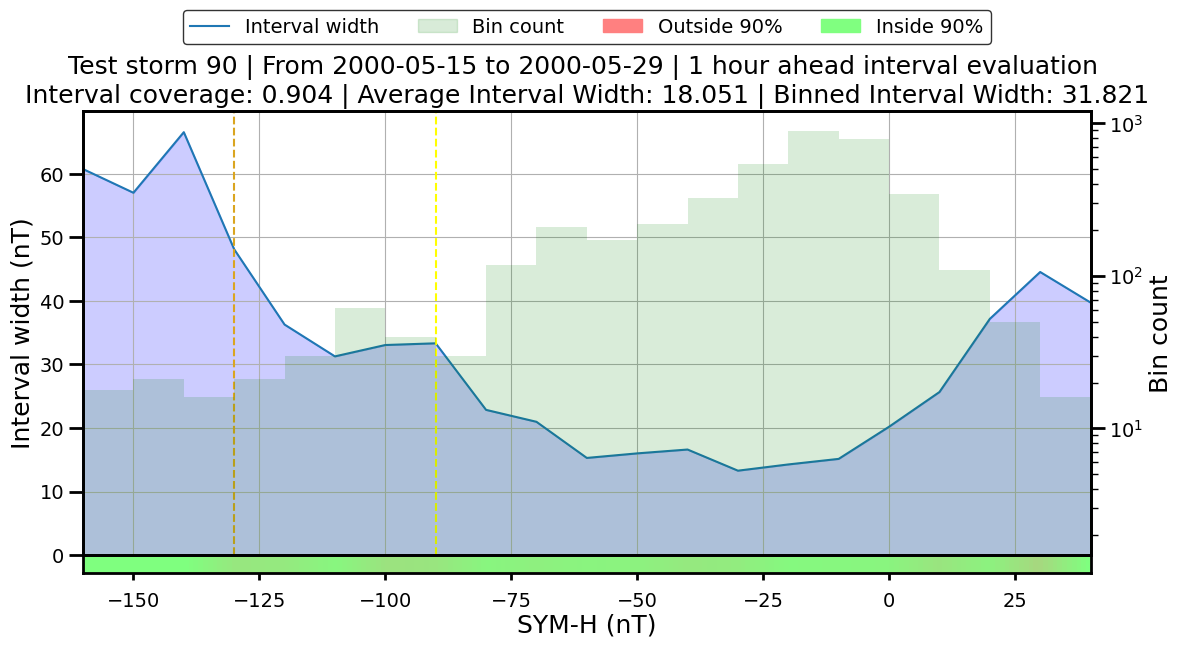 Interval width Bin count Outside 90% Inside 90%
Test storm 90 | From 2000-05-15 to 2000-05-29 | 1 hour ahead interval evaluation
Interval coverage: 0.904 | Average Interval Width: 18.051 | Binned Interval Width: 31.821
Interval width (nT)
60
50
40
30
20
10
0
10³
10²
10¹
Bin count
−150 −125 −100 −75 −50 −25 0 25
SYM-H (nT)